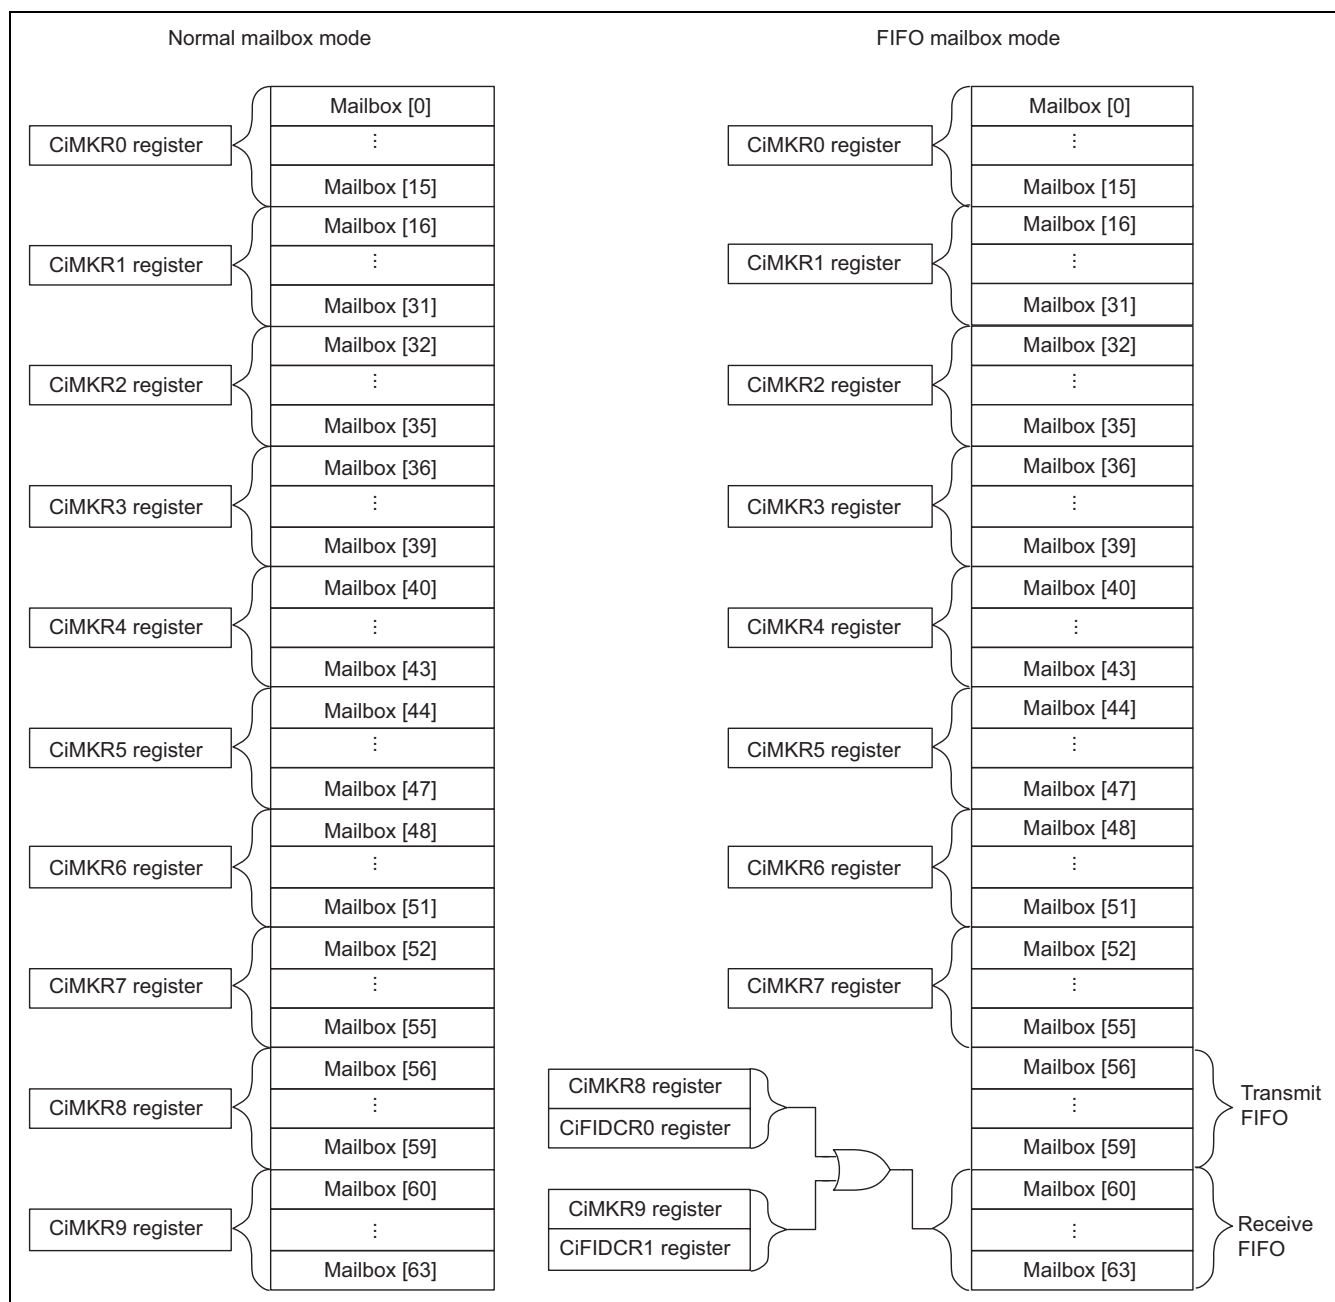 Normal mailbox mode
CiMKR0 register
Mailbox [0]
⋮
Mailbox [15]
CiMKR1 register
Mailbox [16]
⋮
Mailbox [31]
CiMKR2 register
Mailbox [32]
⋮
Mailbox [35]
CiMKR3 register
Mailbox [36]
⋮
Mailbox [39]
CiMKR4 register
Mailbox [40]
⋮
Mailbox [43]
CiMKR5 register
Mailbox [44]
⋮
Mailbox [47]
CiMKR6 register
Mailbox [48]
⋮
Mailbox [51]
CiMKR7 register
Mailbox [52]
⋮
Mailbox [55]
CiMKR8 register
Mailbox [56]
⋮
Mailbox [59]
CiMKR9 register
Mailbox [60]
⋮
Mailbox [63]
FIFO mailbox mode
CiMKR0 register
Mailbox [0]
⋮
Mailbox [15]
CiMKR1 register
Mailbox [16]
⋮
Mailbox [31]
CiMKR2 register
Mailbox [32]
⋮
Mailbox [35]
CiMKR3 register
Mailbox [36]
⋮
Mailbox [39]
CiMKR4 register
Mailbox [40]
⋮
Mailbox [43]
CiMKR5 register
Mailbox [44]
⋮
Mailbox [47]
CiMKR6 register
Mailbox [48]
⋮
Mailbox [51]
CiMKR7 register
Mailbox [52]
⋮
Mailbox [55]
CiMKR8 register
CiFIDCR0 register
Mailbox [56]
⋮
Mailbox [59]
Transmit
FIFO
CiMKR9 register
CiFIDCR1 register
Mailbox [60]
⋮
Mailbox [63]
Receive
FIFO